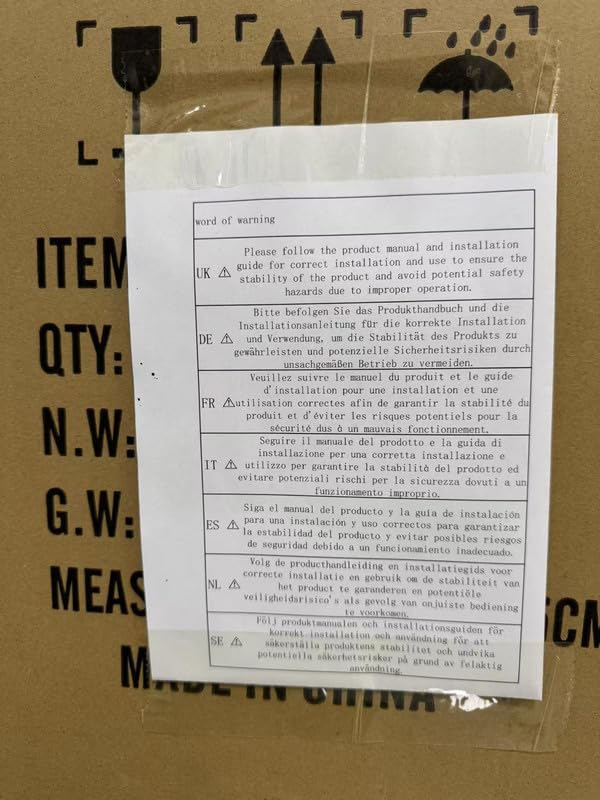 ITEM
QTY:
N.W:
G.W:
MEAS
5CM
MADE IN CHINA
word of warning
UK
Please follow the product manual and installation
guide for correct installation and use to ensure the
stability of the product and avoid potential safety
hazards due to improper operation.
DE
Bitte befolgen Sie das Produkthandbuch und die
Installationsanleitung für die korrekte Installation
und Verwendung, um die Stabilität des Produkts zu
gewährleisten und potenzielle Sicherheitsrisiken durch
unsachgemäßen Betrieb zu vermeiden.
FR
Veuillez suivre le manuel du produit et le guide
d'installation pour une installation et une
utilisation correctes afin de garantir la stabilité du
produit et d'éviter les risques potentiels pour la
sécurité dus à un mauvais fonctionnement.
IT
Seguire il manuale del prodotto e la guida di
installazione per una corretta installazione e
utilizzo per garantire la stabilità del prodotto ed
evitare potenziali rischi per la sicurezza dovuti a un
funzionamento improprio.
ES
Siga el manual del producto y la guía de instalación
para una instalación y uso correctos para garantizar
la estabilidad del producto y evitar posibles riesgos
de seguridad debido a un funcionamiento inadecuado.
NL
Volg de producthandleiding en installatiegids voor
correcte installatie en gebruik om de stabiliteit van
het product te garanderen en potentiële
veiligheidsrisico's als gevolg van onjuiste bediening
te voorkomen.
SE
Följ produktmanualen och installationsguiden för
korrekt installation och användning för att
säkerställa produktens stabilitet och undvika
potentiella säkerhetsrisker på grund av felaktig
användning.